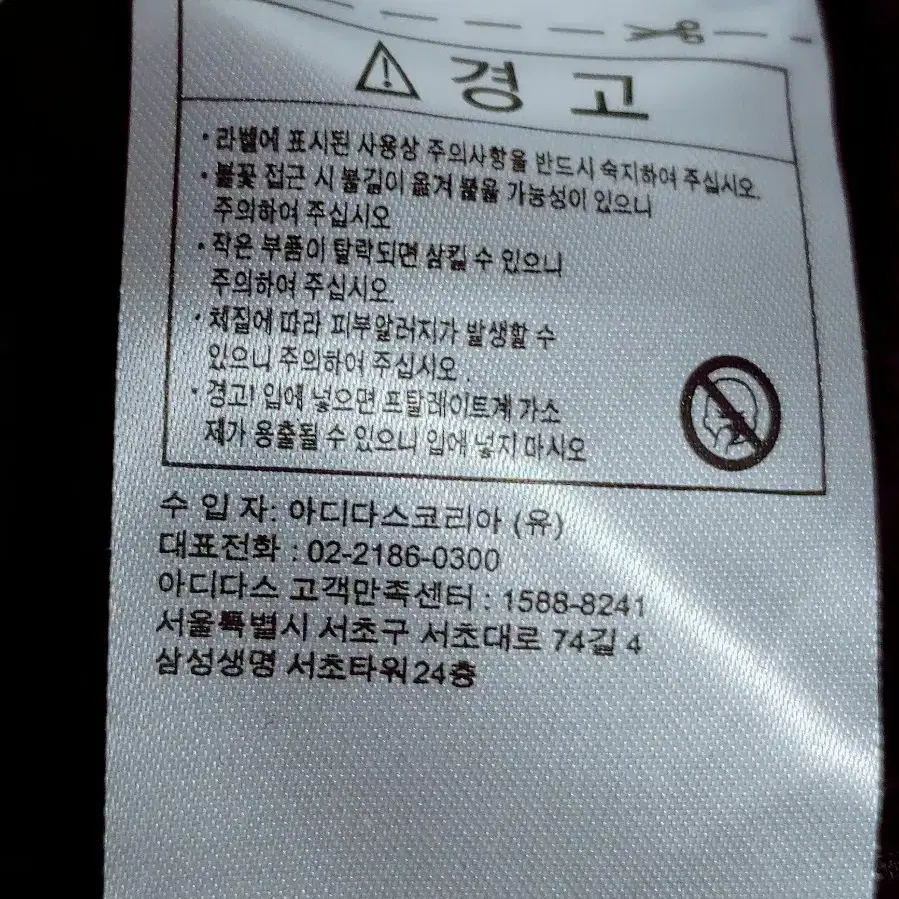 경 고
· 라벨에 표시된 사용상 주의사항을 반드시 숙지하여 주십시오.
· 불꽃 접근 시 불길이 옮겨 붙을 가능성이 있으니
주의하여 주십시오
· 작은 부품이 탈락되면 삼킬 수 있으니
주의하여 주십시오.
· 체질에 따라 피부알러지가 발생할 수
있으니 주의하여 주십시오.
· 경고! 입에 넣으면 프탈레이트계 가소
제가 용출될 수 있으니 입에 넣지 마시오
수 입 자: 아디다스코리아 (유)
대표전화 : 02-2186-0300
아디다스 고객만족센터 : 1588-8241
서울특별시 서초구 서초대로 74길 4
삼성생명 서초타워24층